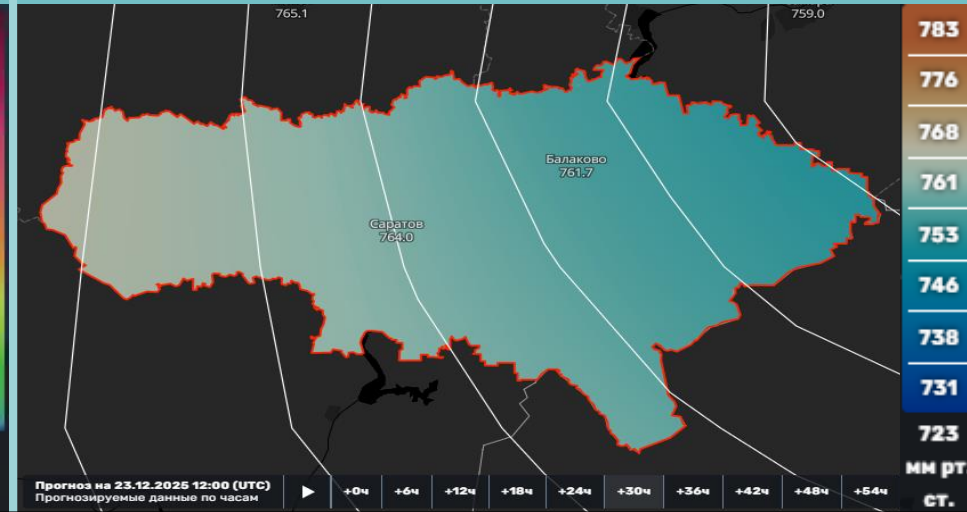 765.1
759.0
Балаково
761.7
Саратов
764.0
783
776
768
761
753
746
738
731
723
мм рт
ст.
Прогноз на 23.12.2025 12:00 (UTC)
Прогнозируемые данные по часам
+0ч +6ч +12ч +18ч +24ч +30ч +36ч +42ч +48ч +54ч